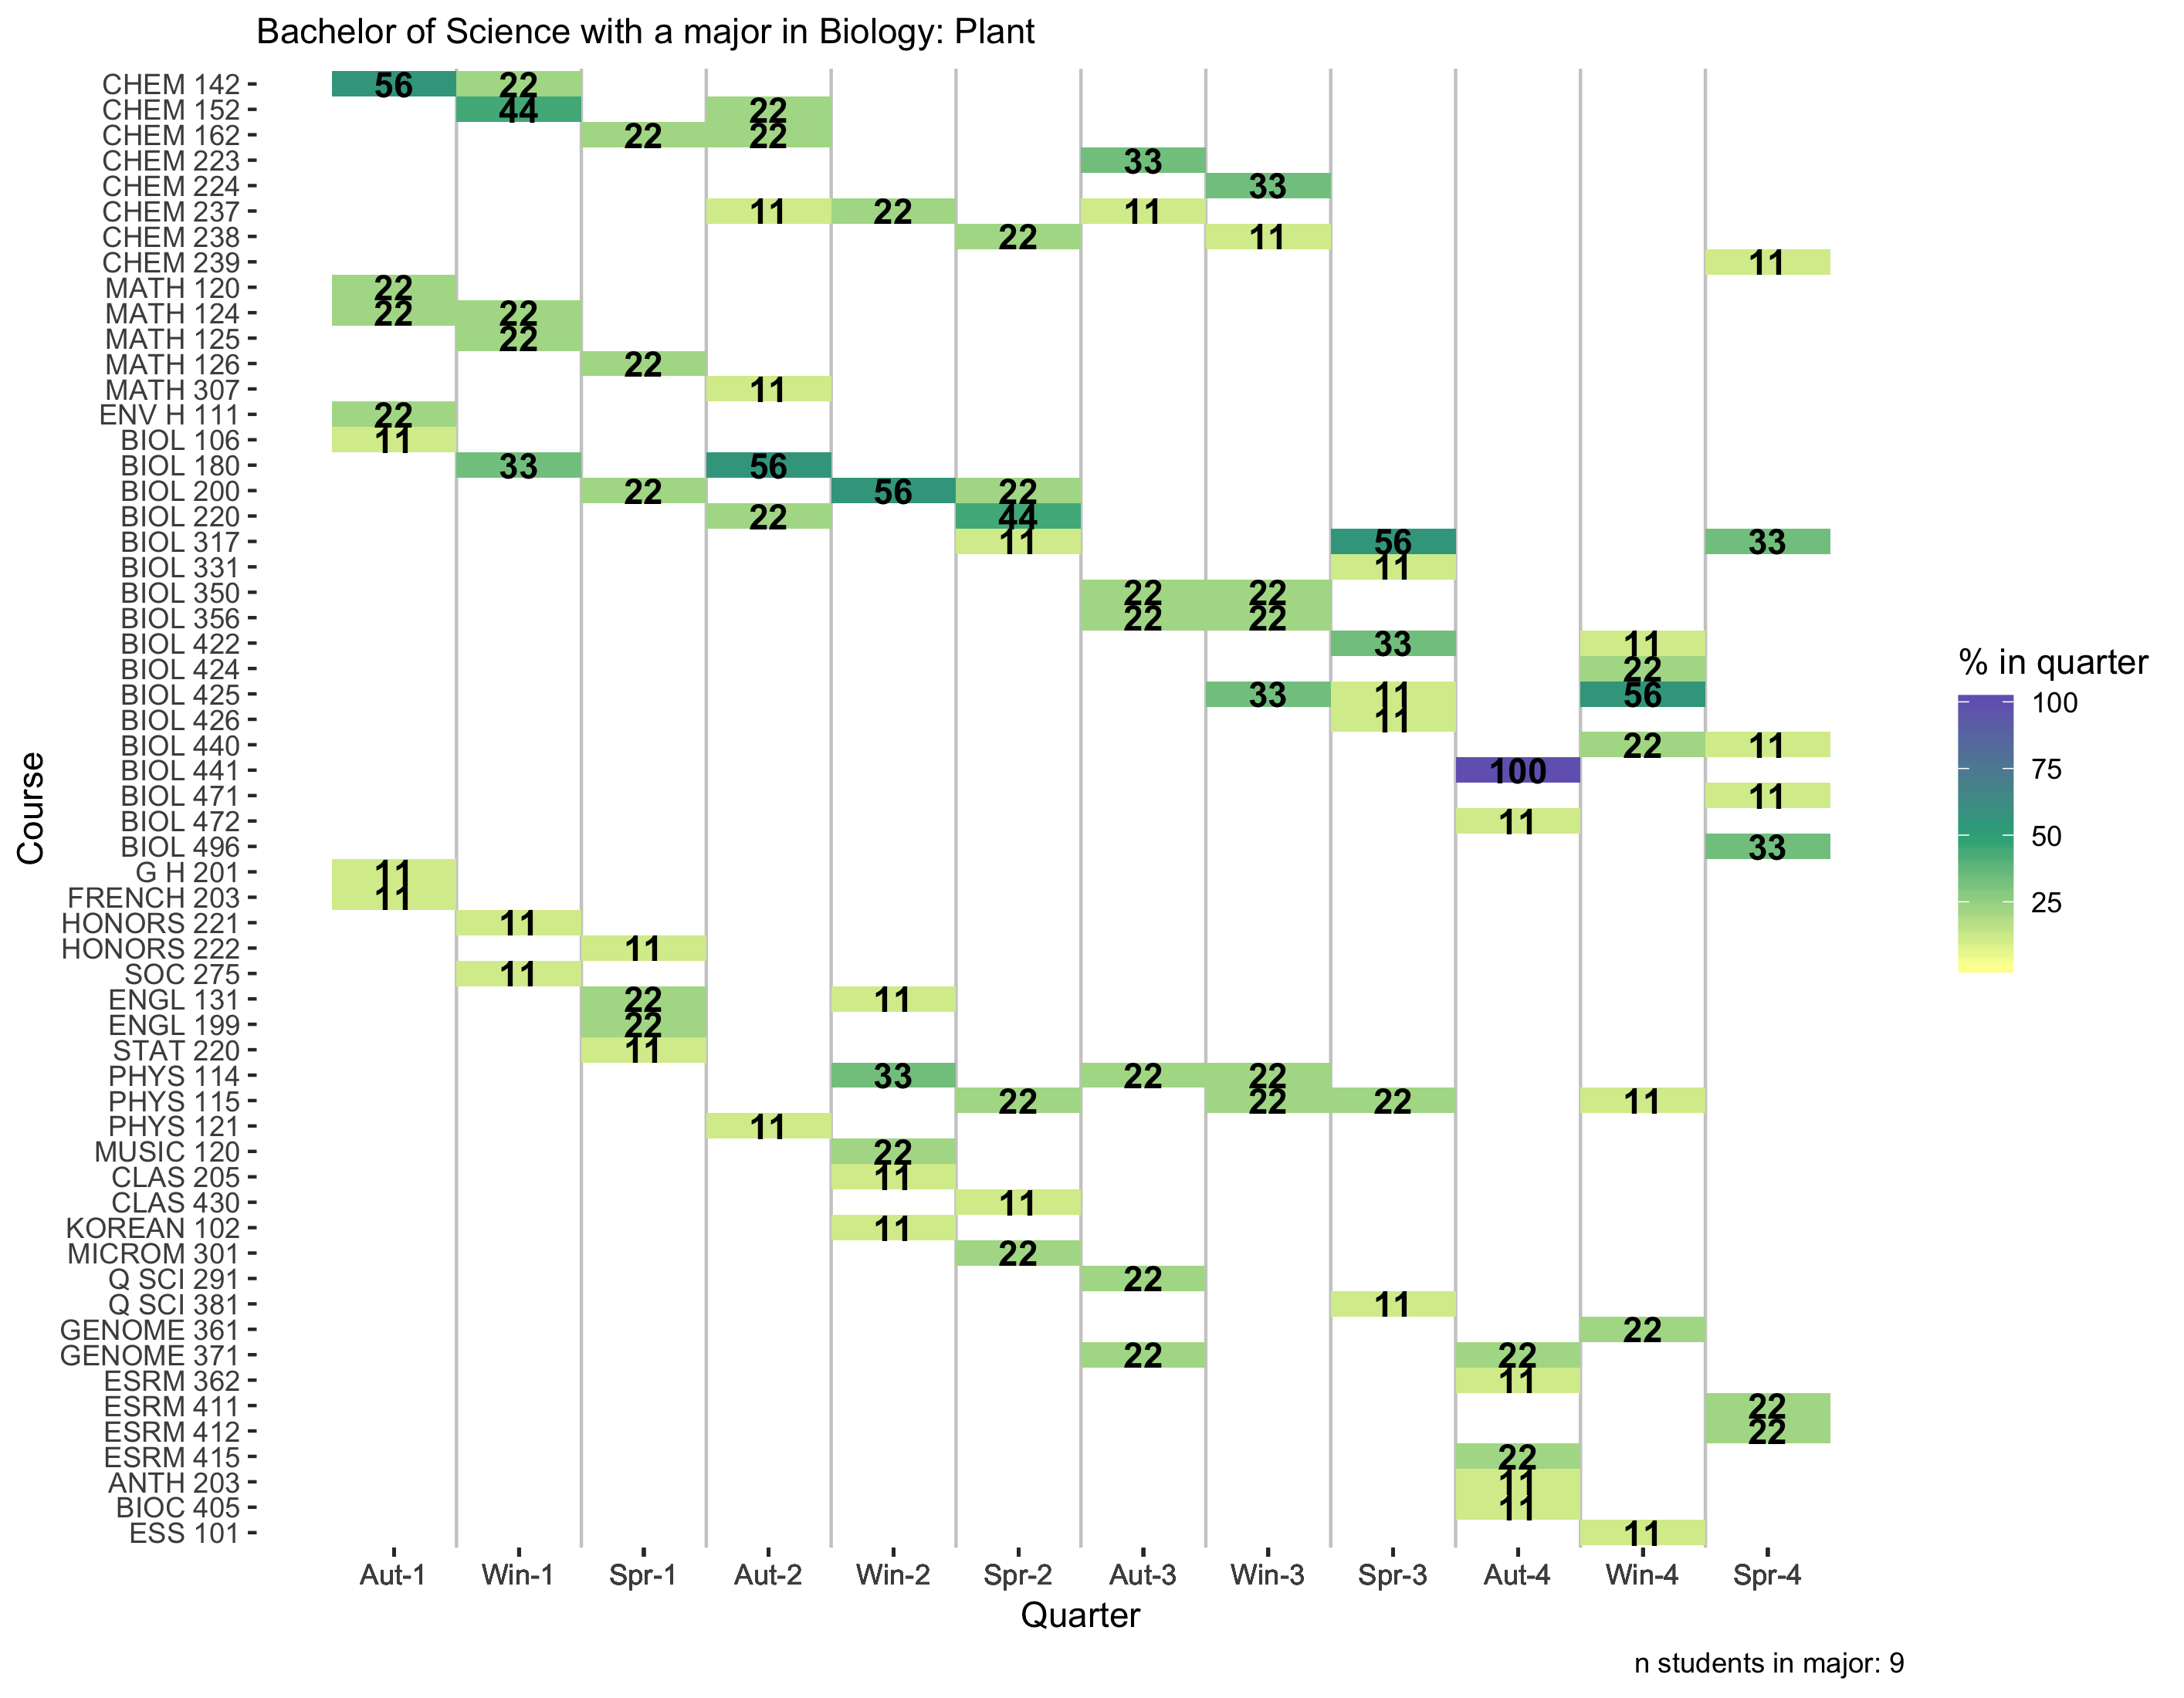 Bachelor of Science with a major in Biology: Plant
CHEM 142 56 22
CHEM 152 44 22
CHEM 162 22 22
CHEM 223 33
CHEM 224 33
CHEM 237 11 22 11
CHEM 238 22 11
CHEM 239 11
MATH 120 22
MATH 124 22 22
MATH 125 22
MATH 126 22
MATH 307 11
ENV H 111 22
BIOL 106 11
BIOL 180 33 56
BIOL 200 22 56 22
BIOL 220 22 44
BIOL 317 11 56 33
BIOL 331 11
BIOL 350 22 22
BIOL 356 22 22
BIOL 422 33 11
BIOL 424 22
BIOL 425 33 11 56
BIOL 426 11
BIOL 440 22 11
BIOL 441 100
BIOL 471 11
BIOL 472 11
BIOL 496 33
G H 201 11
FRENCH 203 11
HONORS 221 11
HONORS 222 11
SOC 275 11
ENGL 131 22 11
ENGL 199 22
STAT 220 11
PHYS 114 33 22 22
PHYS 115 22 22 22 11
PHYS 121 11
MUSIC 120 22
CLAS 205 11
CLAS 430 11
KOREAN 102 11
MICROM 301 22
Q SCI 291 22
Q SCI 381 11
GENOME 361 22
GENOME 371 22 22
ESRM 362 11
ESRM 411 22
ESRM 412 22
ESRM 415 22
ANTH 203 11
BIOC 405 11
ESS 101 11
Course
Aut-1 Win-1 Spr-1 Aut-2 Win-2 Spr-2 Aut-3 Win-3 Spr-3 Aut-4 Win-4 Spr-4
Quarter
% in quarter
100
75
50
25
n students in major: 9